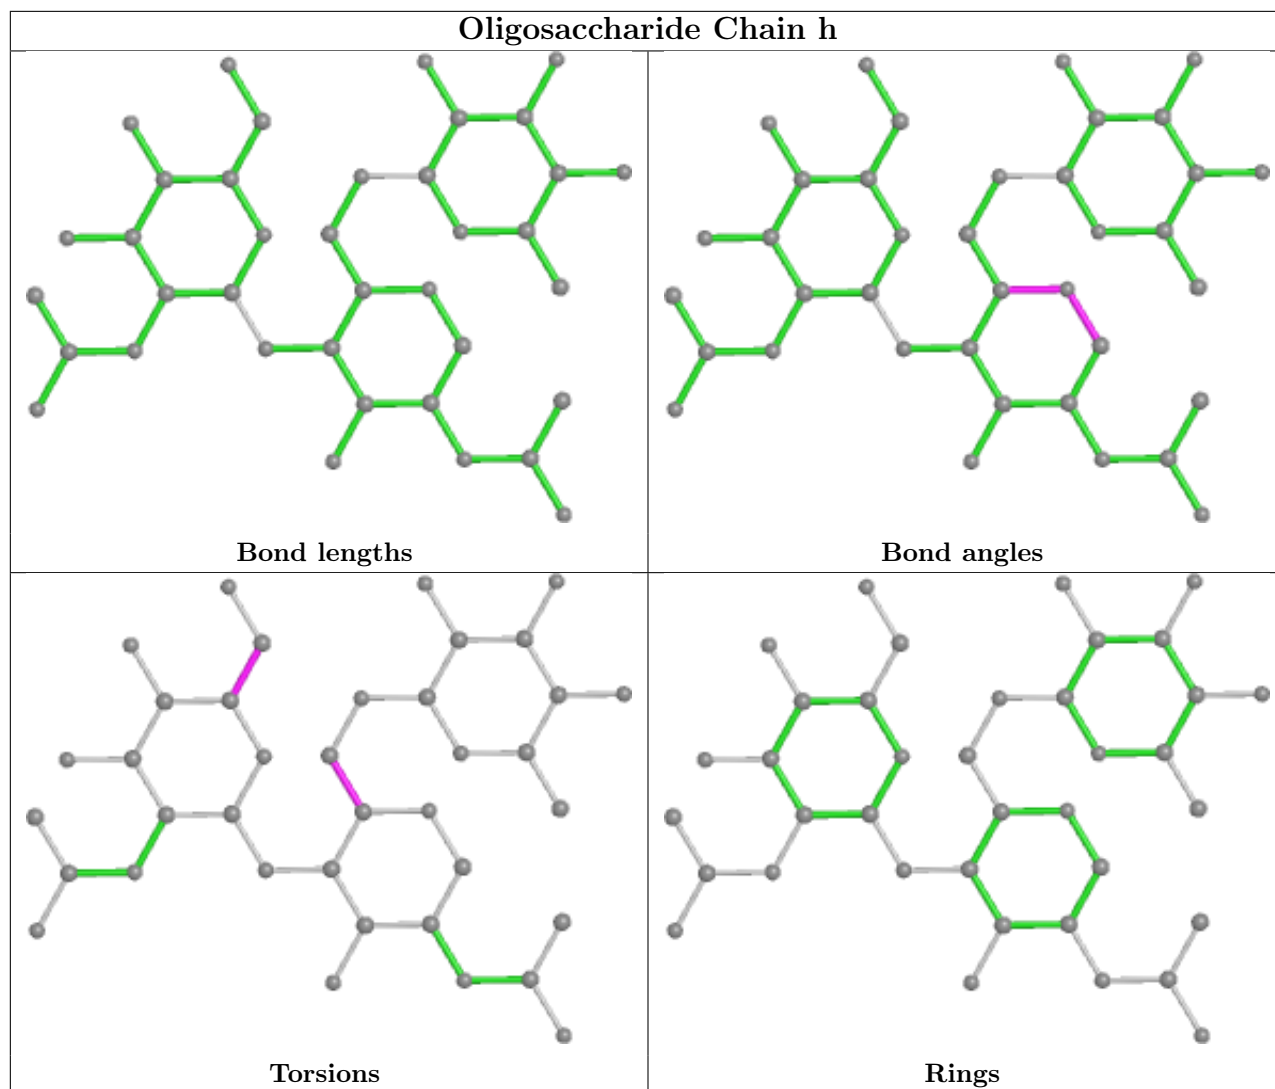 Oligosaccharide Chain h
Bond lengths
Bond angles
Torsions
Rings